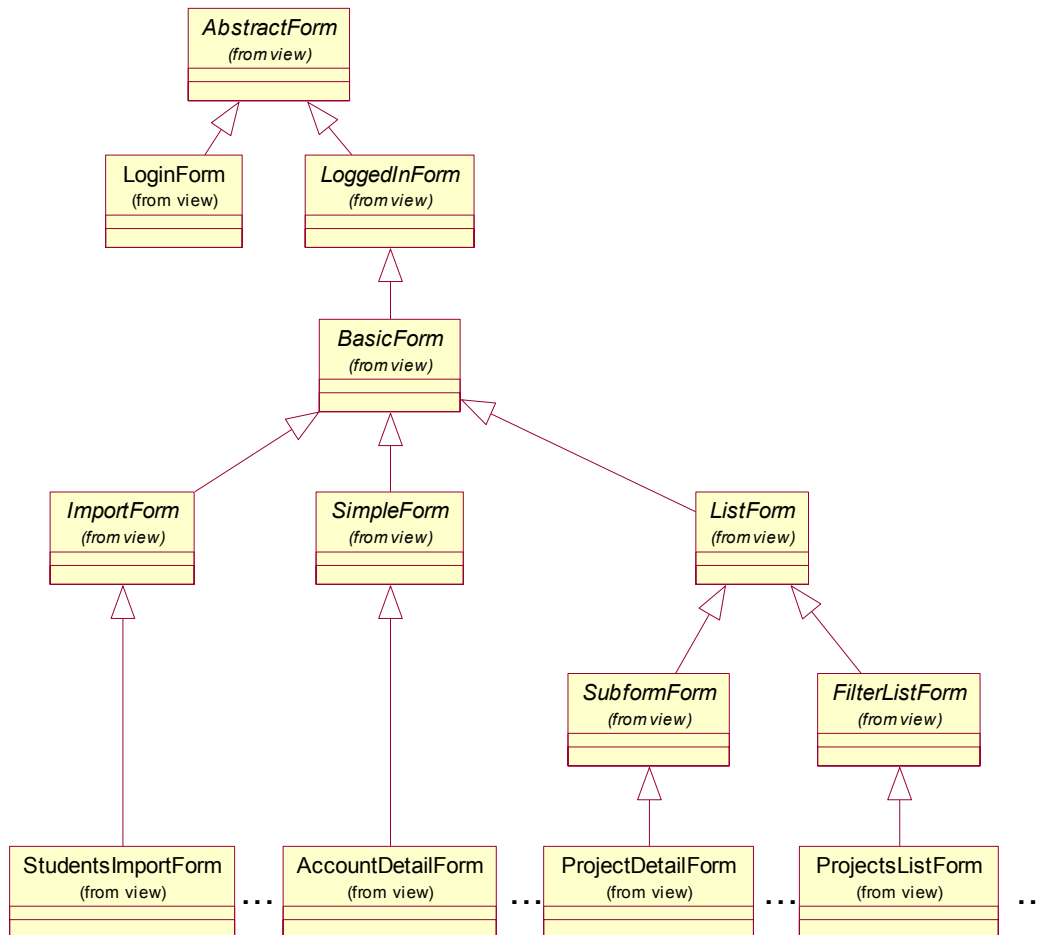 AbstractForm
(from view)
LoginForm
(from view)
LoggedInForm
(from view)
BasicForm
(from view)
ImportForm
(from view)
SimpleForm
(from view)
ListForm
(from view)
SubformForm
(from view)
FilterListForm
(from view)
StudentsImportForm
(from view)
...
AccountDetailForm
(from view)
...
ProjectDetailForm
(from view)
...
ProjectsListForm
(from view)
..